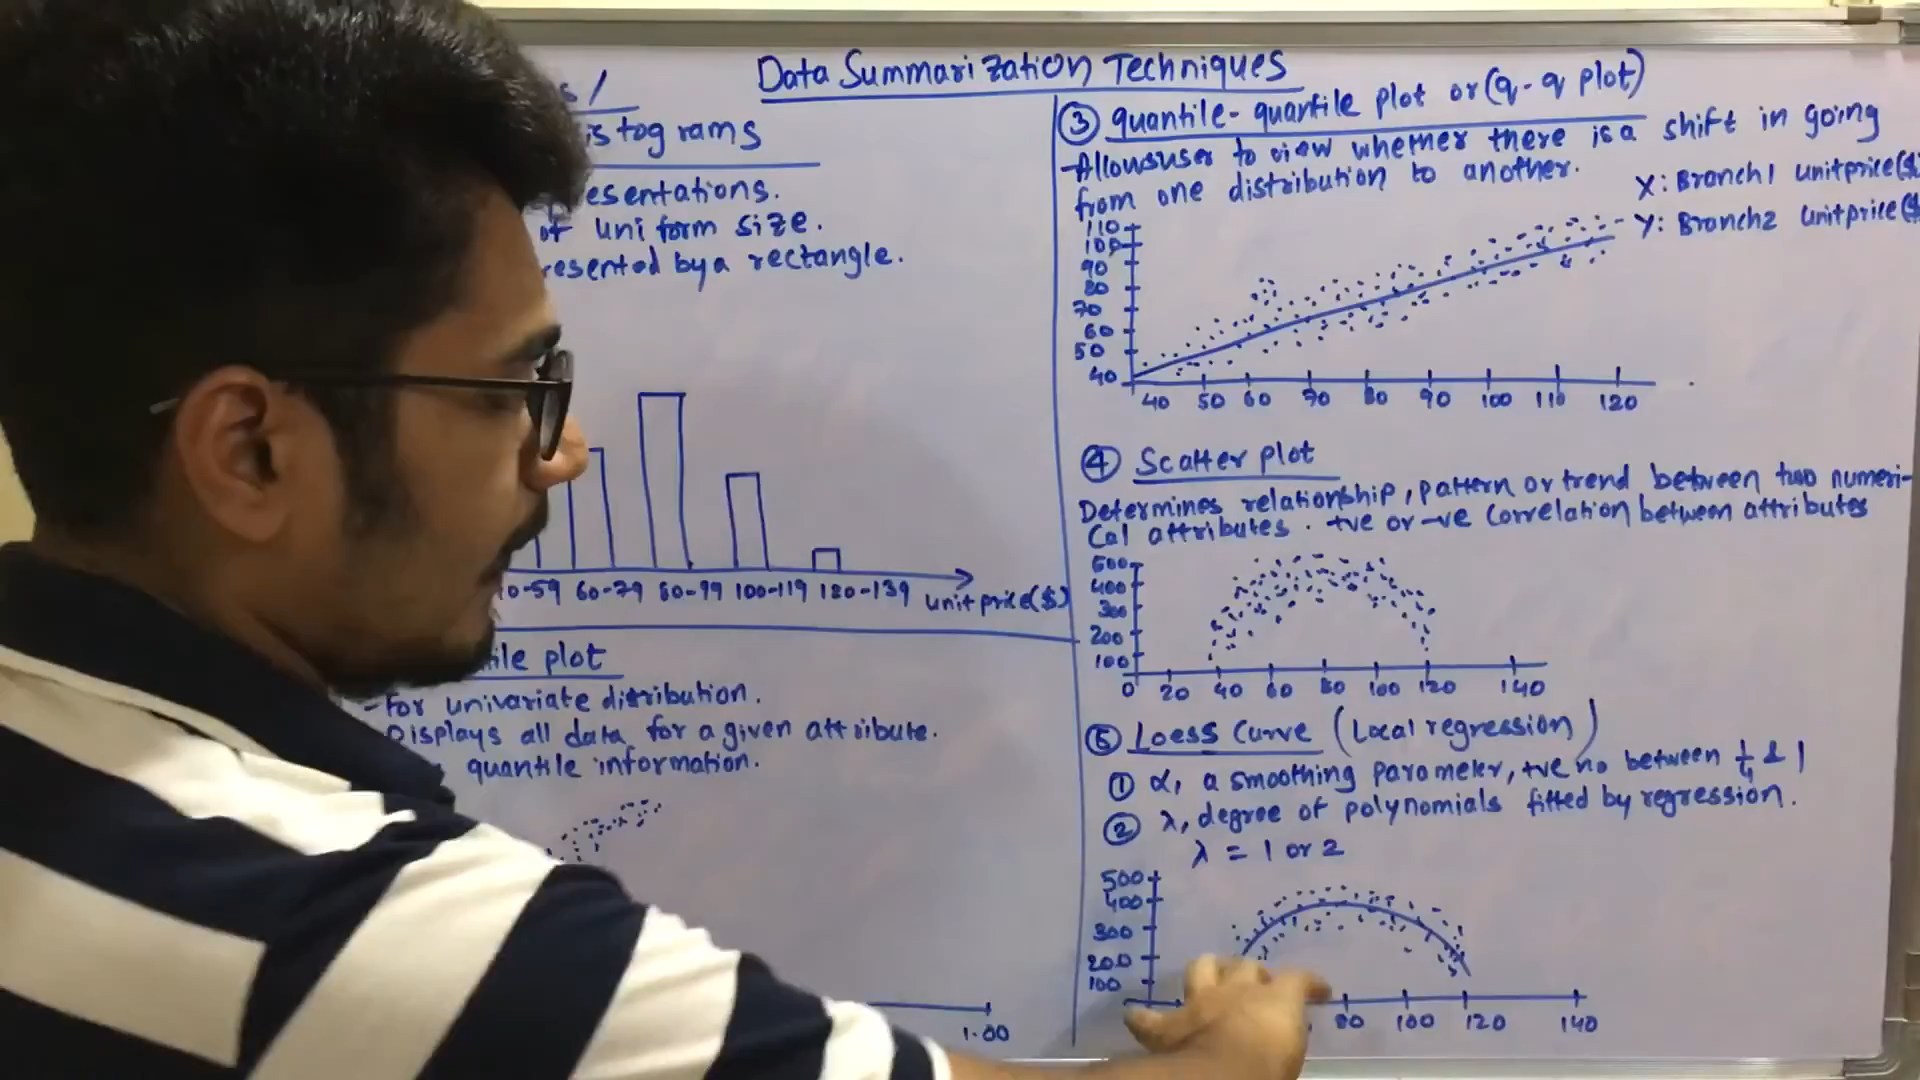 Data Summarization Techniques
s/
istograms
esentations.
of uniform size.
resented by a rectangle.
0-59 60-79 80-99 100-119 120-139 unit price($)
ile plot
-For univariate distribution.
Displays all data for a given attribute.
quantile information.
1.00
③ quantile-quantile plot or (q-q plot)
-Allows user to view whether there is a shift in going
from one distribution to another.
X: Branch1 unitprice($
Y: Branch2 unitprice($
110
100
90
80
70
60
50
40
40 50 60 70 80 90 100 110 120
④ Scatter plot
Determines relationship, pattern or trend between two numeri-
cal attributes. +ve or -ve correlation between attributes
500
400
300
200
100
0 20 40 60 80 100 120 140
⑤ Loess Curve (Local regression)
① α, a smoothing parameter, +ve no between 1/4 & 1
② λ, degree of polynomials fitted by regression.
λ = 1 or 2
500
400
300
200
100
80 100 120 140